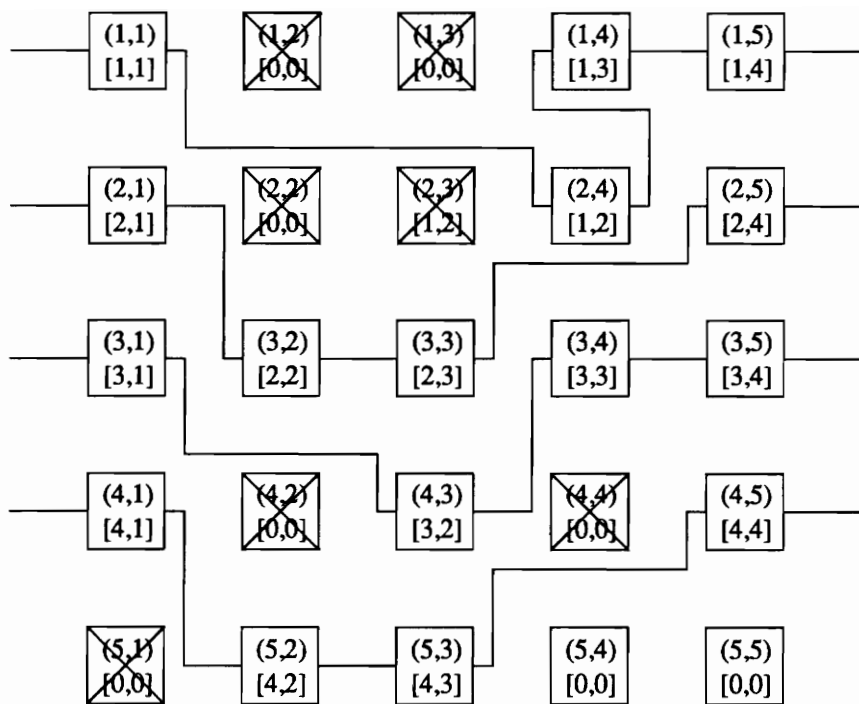 (1,1) (1,2) (1,3) (1,4) (1,5)
[1,1] [0,0] [0,0] [1,3] [1,4]
(2,1) (2,2) (2,3) (2,4) (2,5)
[2,1] [0,0] [1,2] [1,2] [2,4]
(3,1) (3,2) (3,3) (3,4) (3,5)
[3,1] [2,2] [2,3] [3,3] [3,4]
(4,1) (4,2) (4,3) (4,4) (4,5)
[4,1] [0,0] [3,2] [0,0] [4,4]
(5,1) (5,2) (5,3) (5,4) (5,5)
[0,0] [4,2] [4,3] [0,0] [0,0]